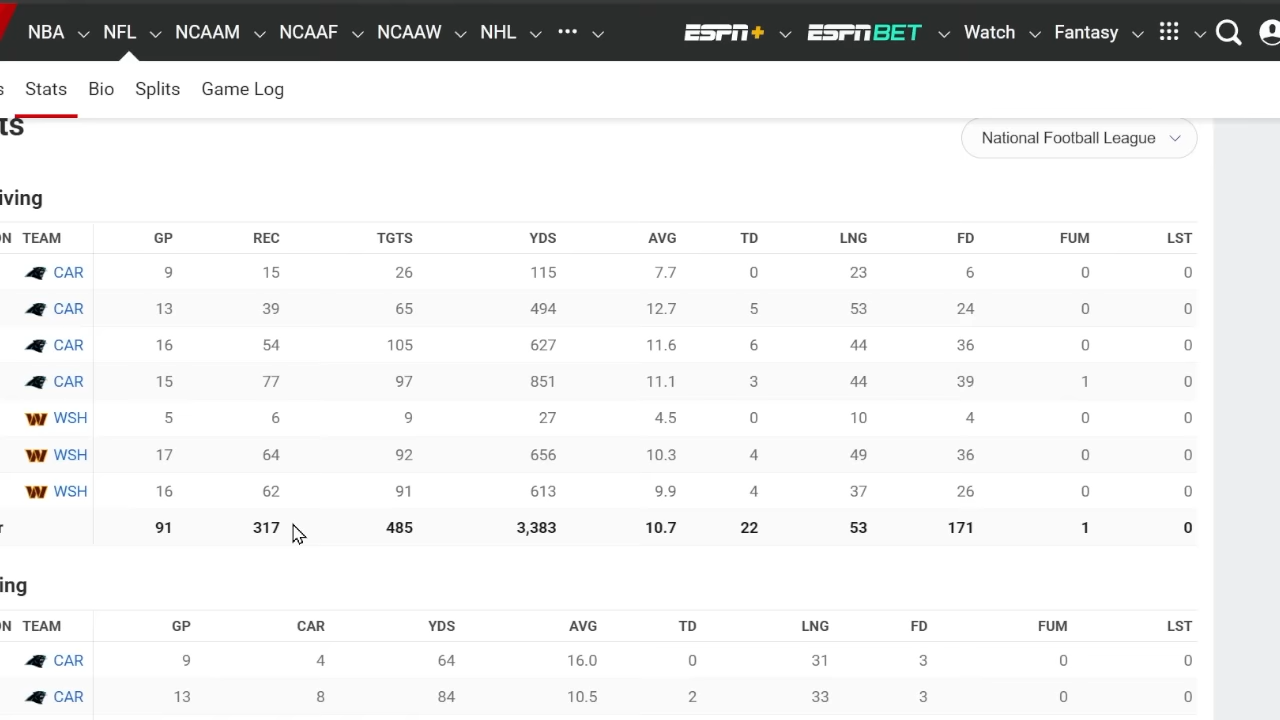 NBA NFL NCAAM NCAAF NCAAW NHL ••• ESPN+ ESPN BET Watch Fantasy
s Stats Bio Splits Game Log
ts
National Football League
iving
ON TEAM GP REC TGTS YDS AVG TD LNG FD FUM LST
CAR 9 15 26 115 7.7 0 23 6 0 0
CAR 13 39 65 494 12.7 5 53 24 0 0
CAR 16 54 105 627 11.6 6 44 36 0 0
CAR 15 77 97 851 11.1 3 44 39 1 0
W WSH 5 6 9 27 4.5 0 10 4 0 0
W WSH 17 64 92 656 10.3 4 49 36 0 0
W WSH 16 62 91 613 9.9 4 37 26 0 0
r 91 317 485 3,383 10.7 22 53 171 1 0
ing
ON TEAM GP CAR YDS AVG TD LNG FD FUM LST
CAR 9 4 64 16.0 0 31 3 0 0
CAR 13 8 84 10.5 2 33 3 0 0